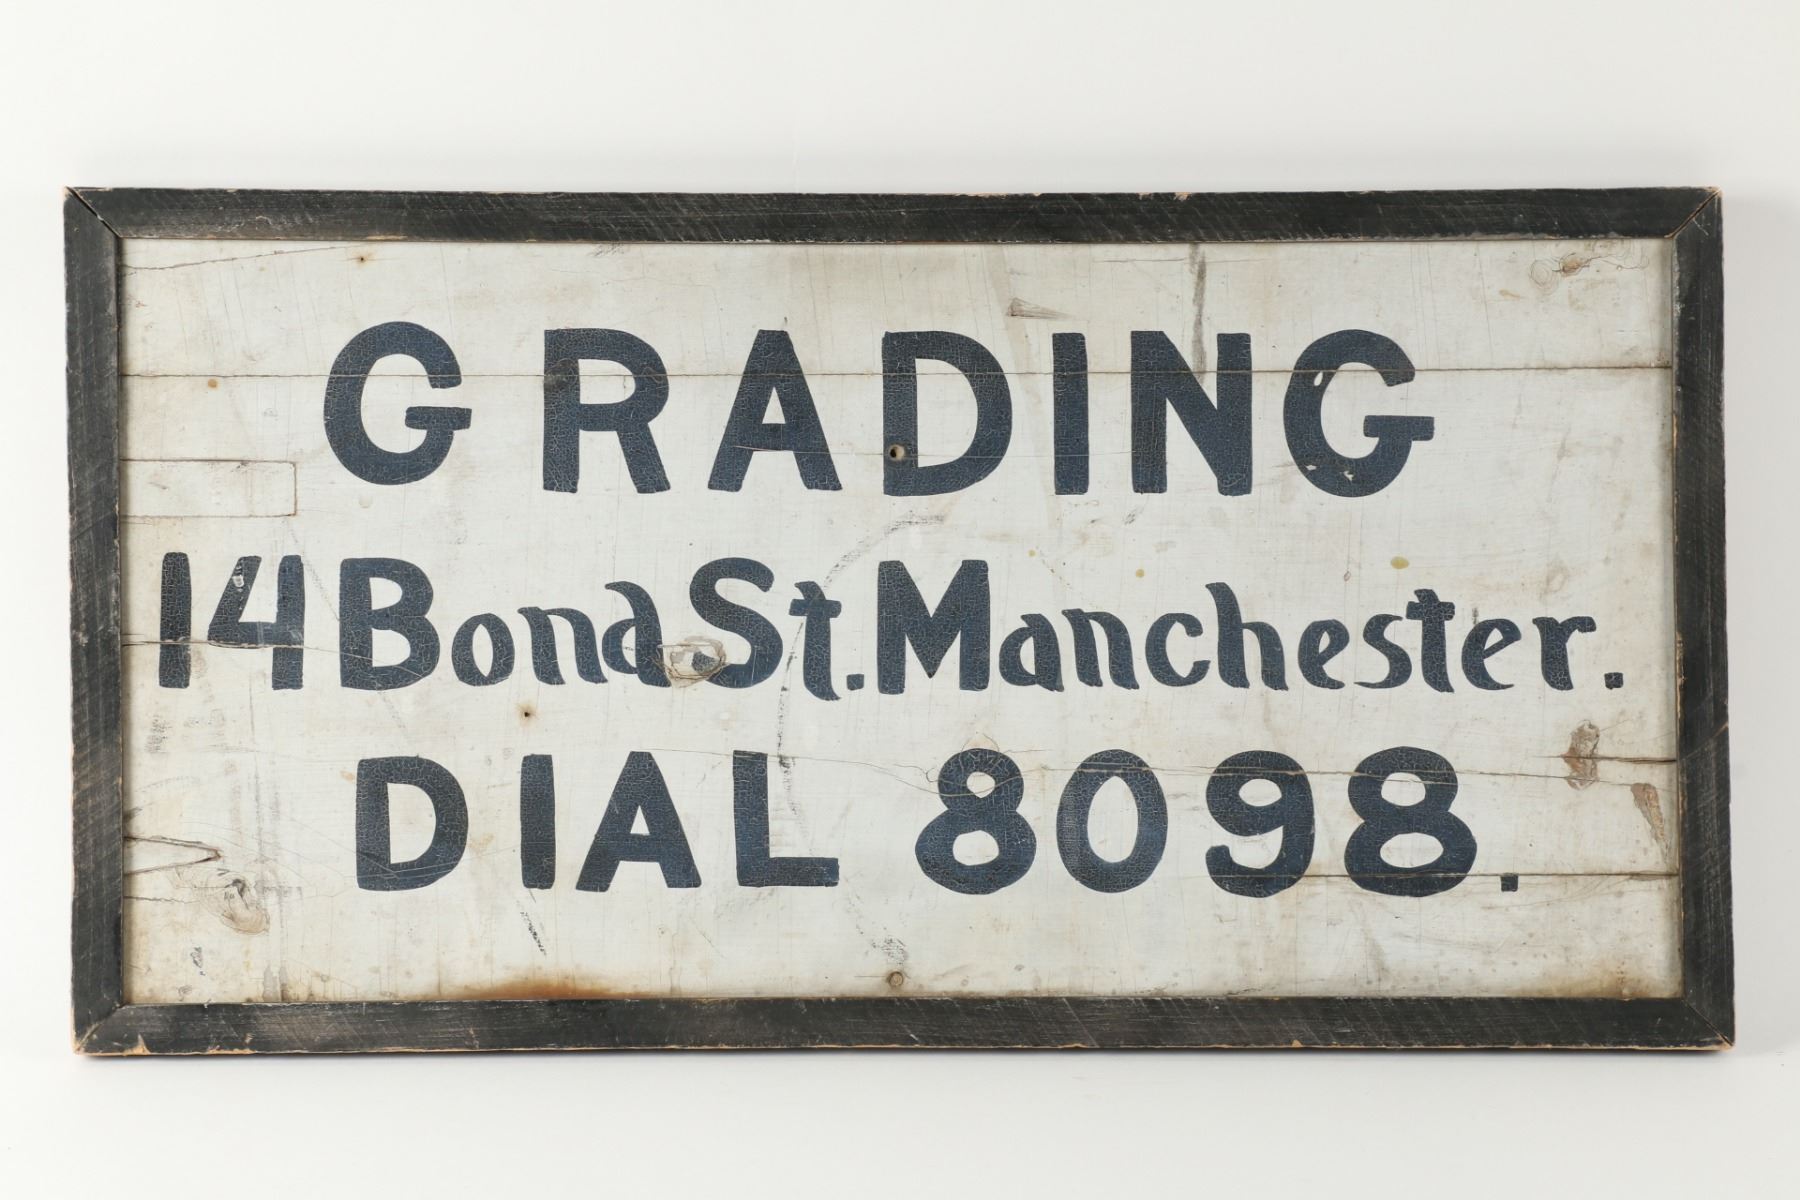 GRADING
14 Bond St. Manchester.
DIAL 8098.